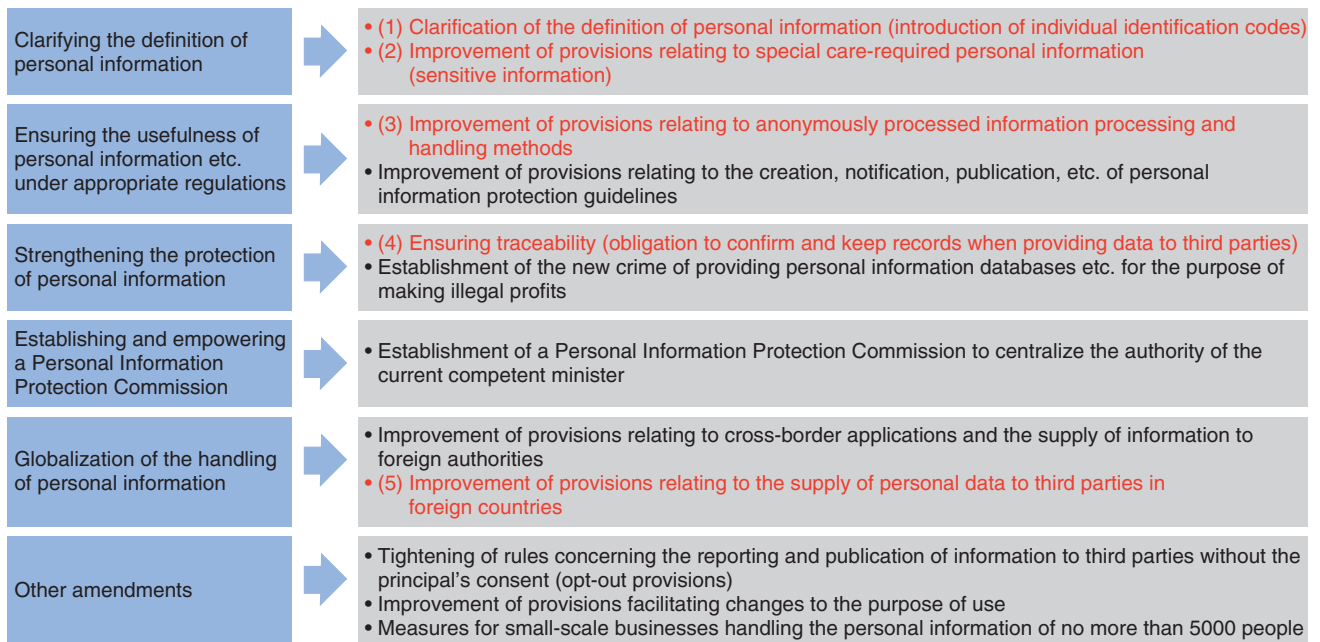 Clarifying the definition of
personal information
• (1) Clarification of the definition of personal information (introduction of individual identification codes)
• (2) Improvement of provisions relating to special care-required personal information
(sensitive information)
Ensuring the usefulness of
personal information etc.
under appropriate regulations
• (3) Improvement of provisions relating to anonymously processed information processing and
handling methods
• Improvement of provisions relating to the creation, notification, publication, etc. of personal
information protection guidelines
Strengthening the protection
of personal information
• (4) Ensuring traceability (obligation to confirm and keep records when providing data to third parties)
• Establishment of the new crime of providing personal information databases etc. for the purpose of
making illegal profits
Establishing and empowering
a Personal Information
Protection Commission
• Establishment of a Personal Information Protection Commission to centralize the authority of the
current competent minister
Globalization of the handling
of personal information
• Improvement of provisions relating to cross-border applications and the supply of information to
foreign authorities
• (5) Improvement of provisions relating to the supply of personal data to third parties in
foreign countries
Other amendments
• Tightening of rules concerning the reporting and publication of information to third parties without the
principal's consent (opt-out provisions)
• Improvement of provisions facilitating changes to the purpose of use
• Measures for small-scale businesses handling the personal information of no more than 5000 people